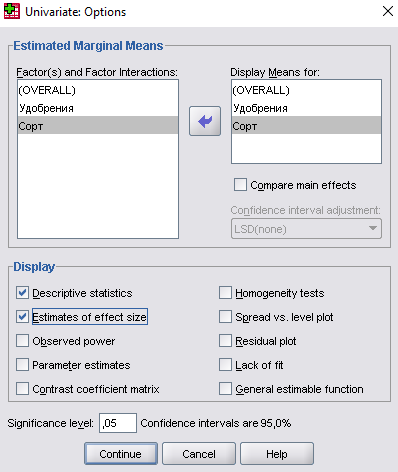 Univariate: Options
Estimated Marginal Means
Factor(s) and Factor Interactions:
(OVERALL)
Удобрения
Сорт
Display Means for:
(OVERALL)
Удобрения
Сорт
Compare main effects
Confidence interval adjustment:
LSD(none)
Display
Descriptive statistics
Homogeneity tests
Estimates of effect size
Spread vs. level plot
Observed power
Residual plot
Parameter estimates
Lack of fit
Contrast coefficient matrix
General estimable function
Significance level: ,05 Confidence intervals are 95,0%
Continue Cancel Help